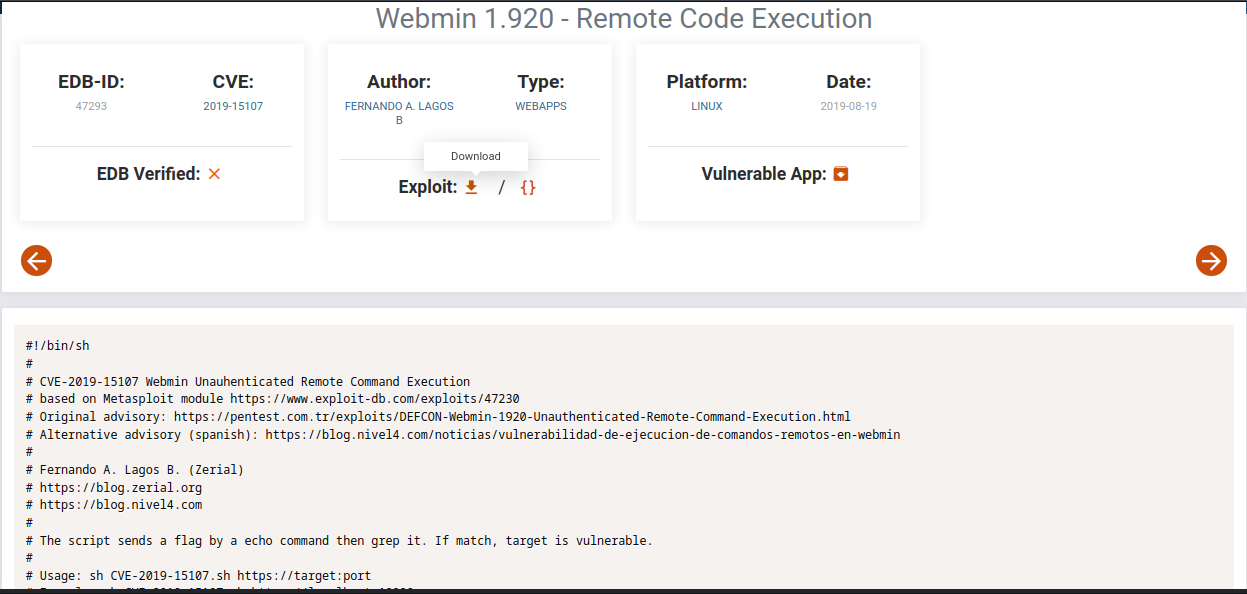 Webmin 1.920 - Remote Code Execution
EDB-ID:
47293
CVE:
2019-15107
Author:
FERNANDO A. LAGOS
B
Type:
WEBAPPS
Platform:
LINUX
Date:
2019-08-19
EDB Verified:
Download
Exploit: / {}
Vulnerable App:
#!/bin/sh
#
# CVE-2019-15107 Webmin Unauhenticated Remote Command Execution
# based on Metasploit module https://www.exploit-db.com/exploits/47230
# Original advisory: https://pentest.com.tr/exploits/DEFCON-Webmin-1920-Unauthenticated-Remote-Command-Execution.html
# Alternative advisory (spanish): https://blog.nivel4.com/noticias/vulnerabilidad-de-ejecucion-de-comandos-remotos-en-webmin
#
# Fernando A. Lagos B. (Zerial)
# https://blog.zerial.org
# https://blog.nivel4.com
#
# The script sends a flag by a echo command then grep it. If match, target is vulnerable.
#
# Usage: sh CVE-2019-15107.sh https://target:port